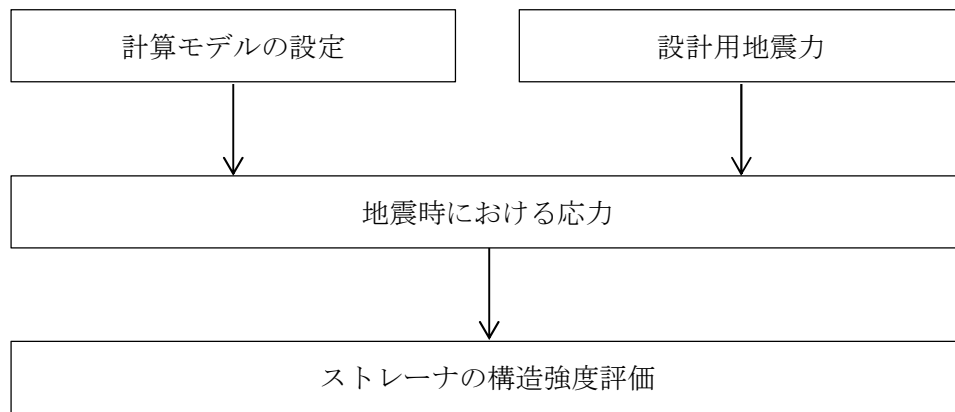 計算モデルの設定
設計用地震力
地震時における応力
ストレーナの構造強度評価